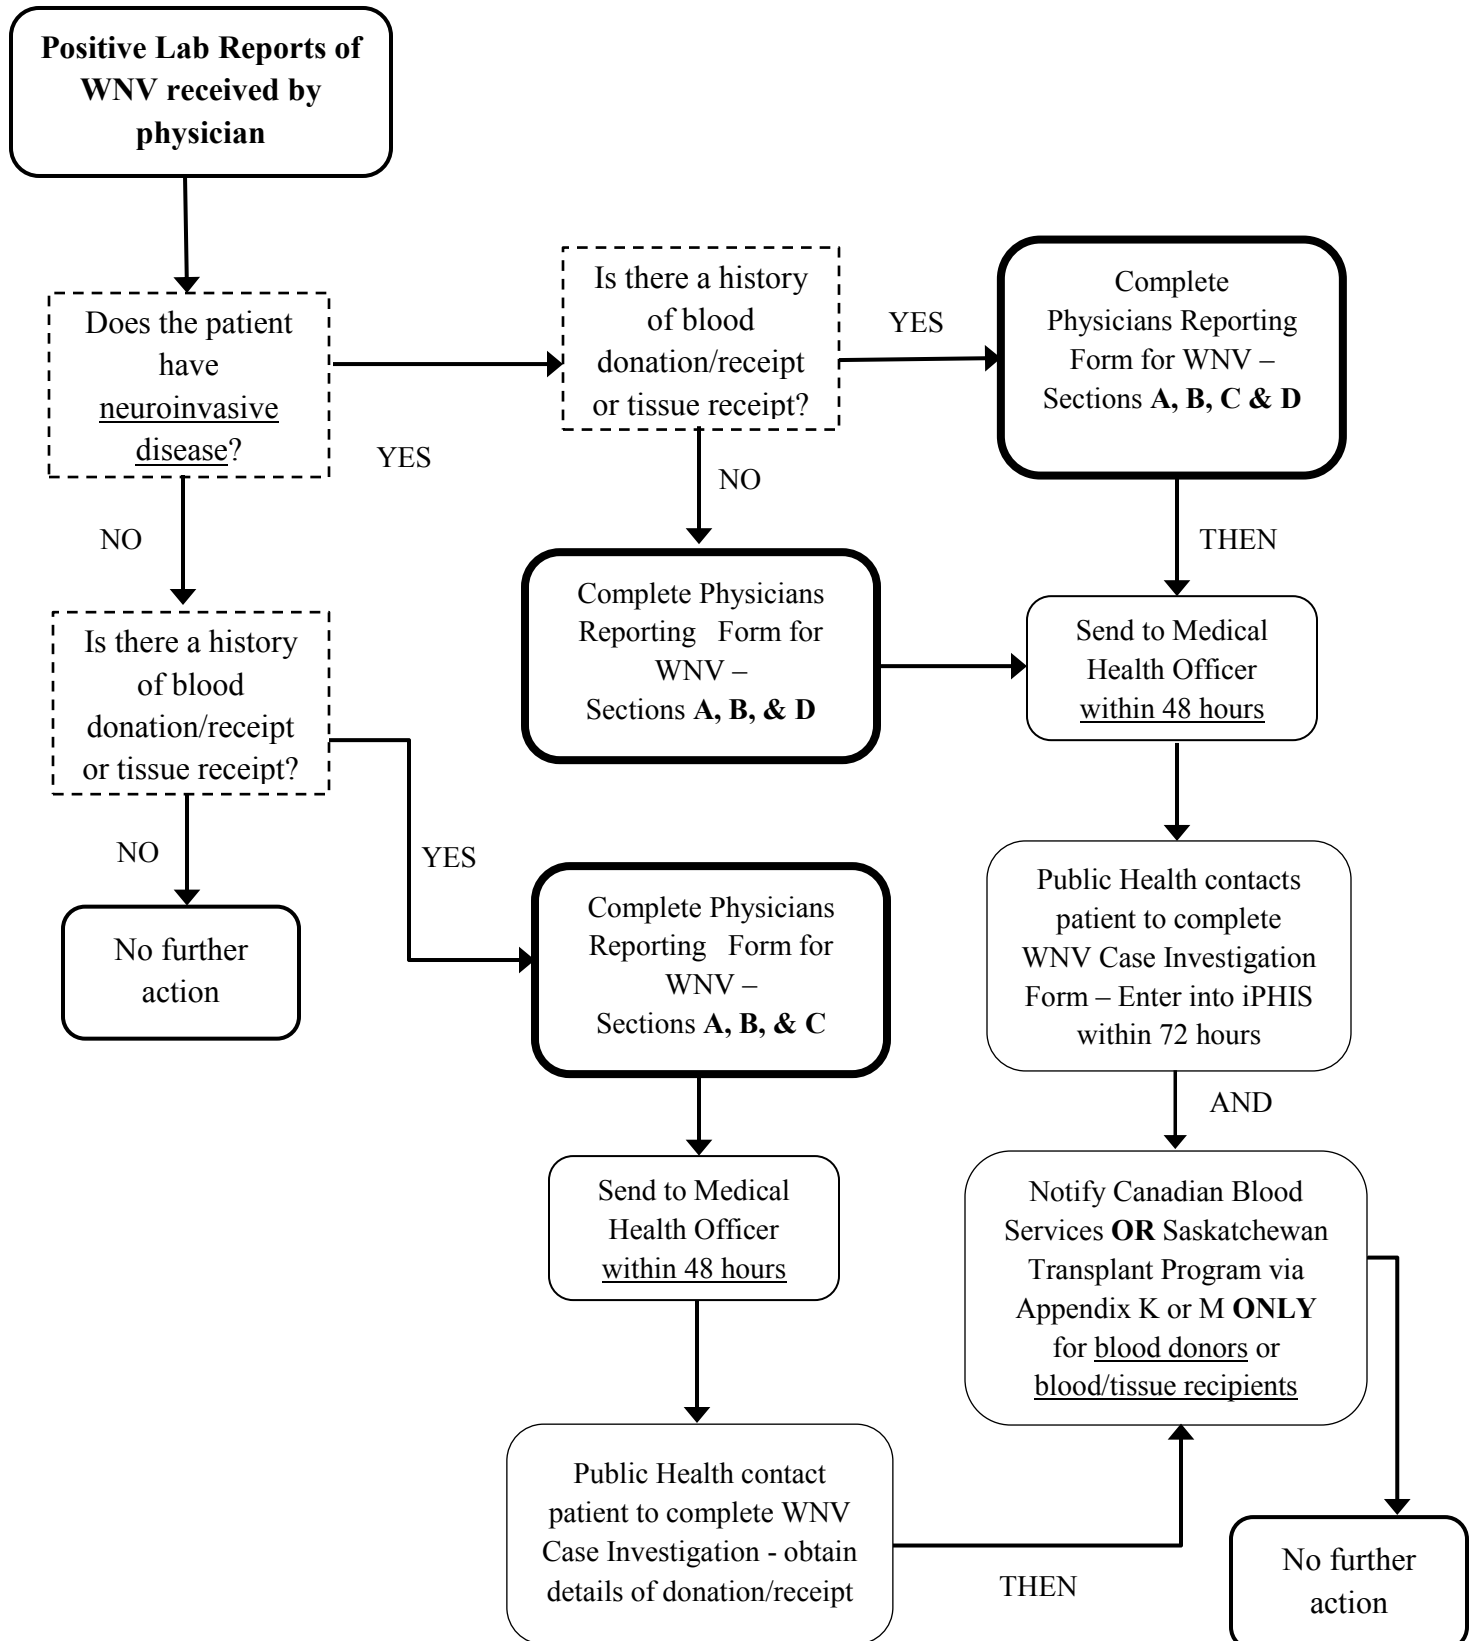 Positive Lab Reports of
WNV received by
physician
Does the patient
have
neuroinvasive
disease?
YES
Is there a history
of blood
donation/receipt
or tissue receipt?
YES
Complete
Physicians Reporting
Form for WNV –
Sections A, B, C & D
NO
THEN
NO
Complete Physicians
Reporting Form for
WNV –
Sections A, B, & D
Send to Medical
Health Officer
within 48 hours
Is there a history
of blood
donation/receipt
or tissue receipt?
NO
YES
No further
action
Complete Physicians
Reporting Form for
WNV –
Sections A, B, & C
Public Health contacts
patient to complete
WNV Case Investigation
Form – Enter into iPHIS
within 72 hours
AND
Send to Medical
Health Officer
within 48 hours
Notify Canadian Blood
Services OR Saskatchewan
Transplant Program via
Appendix K or M ONLY
for blood donors or
blood/tissue recipients
Public Health contact
patient to complete WNV
Case Investigation - obtain
details of donation/receipt
THEN
No further
action